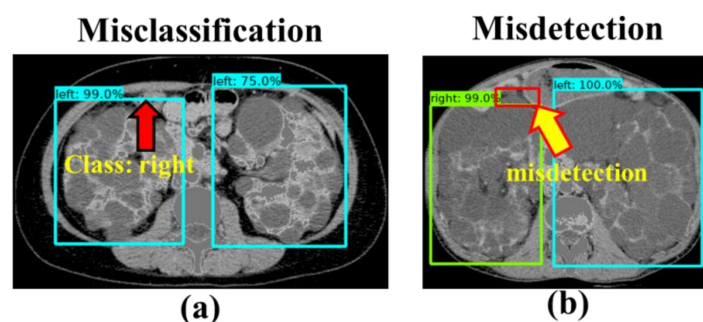 Misclassification
Misdetection
left: 99.0%
left: 75.0%
Class: right
right: 99.0%
left: 100.0%
misdetection
(a)
(b)